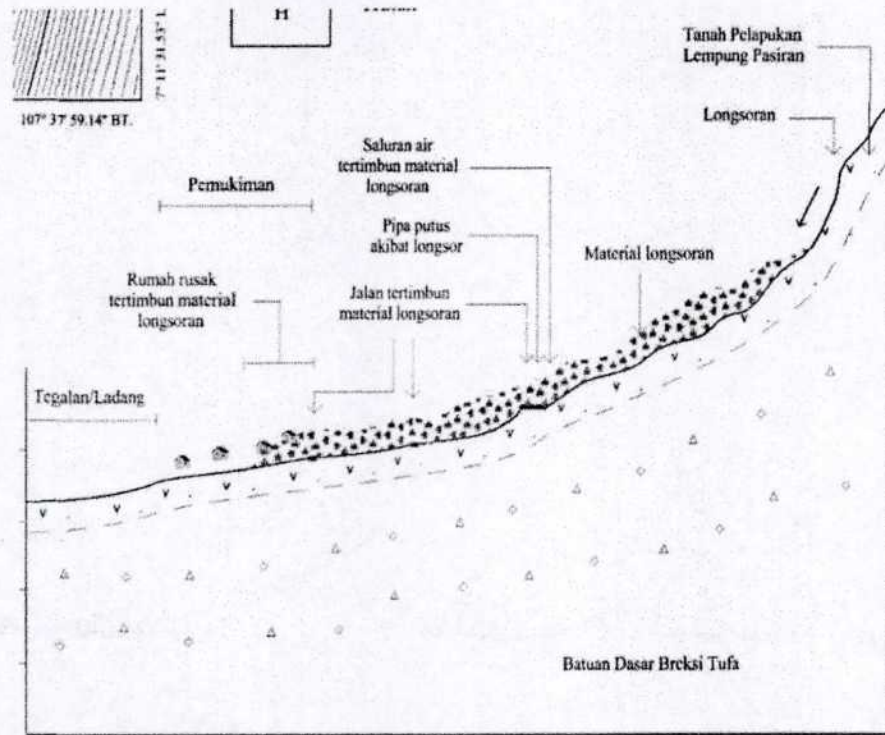 H
7° 11' 31.53" L
107° 37' 59.14" BT.
Tanah Pelapukan
Lempung Pasiran
Longsoran
Saluran air
tertimbun material
longsoran
Pemukiman
Pipa putus
akibat longsor
Material longsoran
Rumah rusak
tertimbun material
longsoran
Jalan tertimbun
material longsoran
Tegalan/Ladang
Batuan Dasar Breksi Tufa